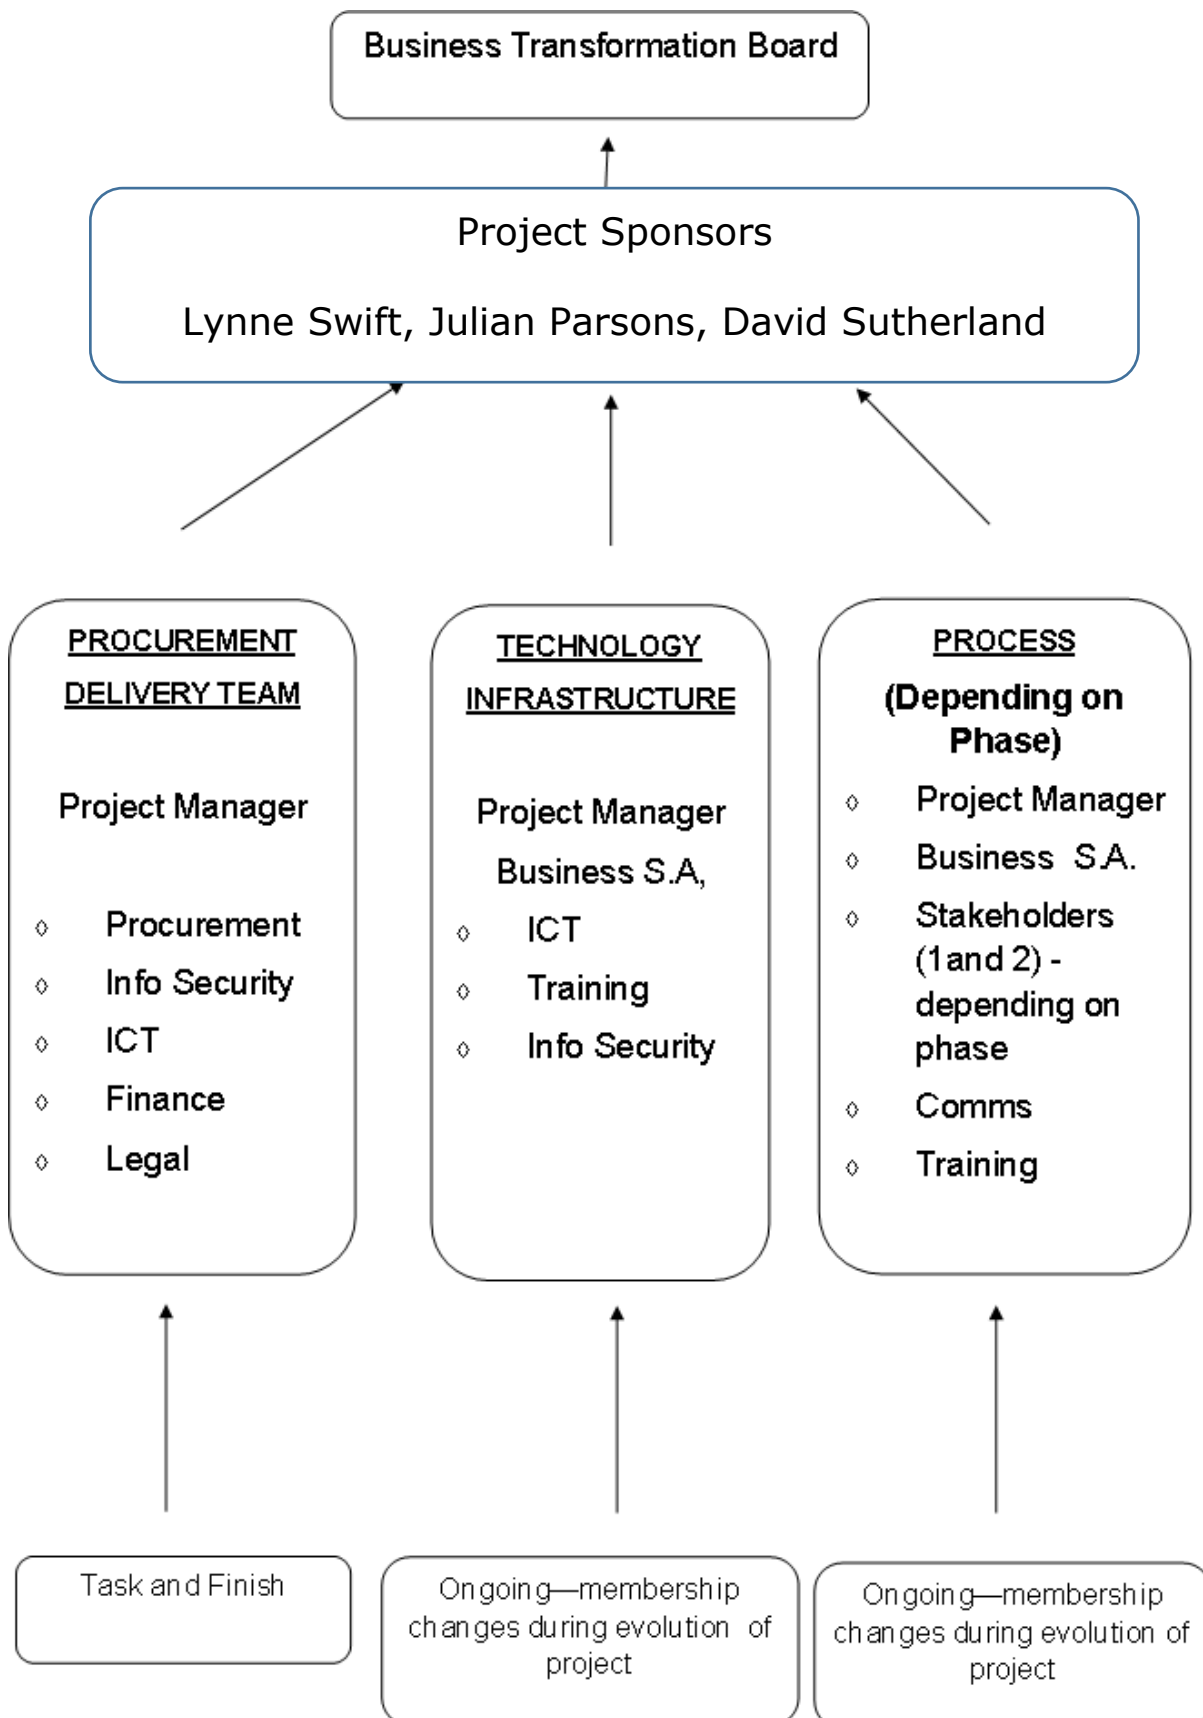 Business Transformation Board
Project Sponsors
Lynne Swift, Julian Parsons, David Sutherland
PROCUREMENT
DELIVERY TEAM
Project Manager
◊ Procurement
◊ Info Security
◊ ICT
◊ Finance
◊ Legal
TECHNOLOGY
INFRASTRUCTURE
Project Manager
Business S.A,
◊ ICT
◊ Training
◊ Info Security
PROCESS
(Depending on
Phase)
◊ Project Manager
◊ Business S.A.
◊ Stakeholders
(1and 2) -
depending on
phase
◊ Comms
◊ Training
Task and Finish
Ongoing—membership
changes during evolution of
project
Ongoing—membership
changes during evolution of
project